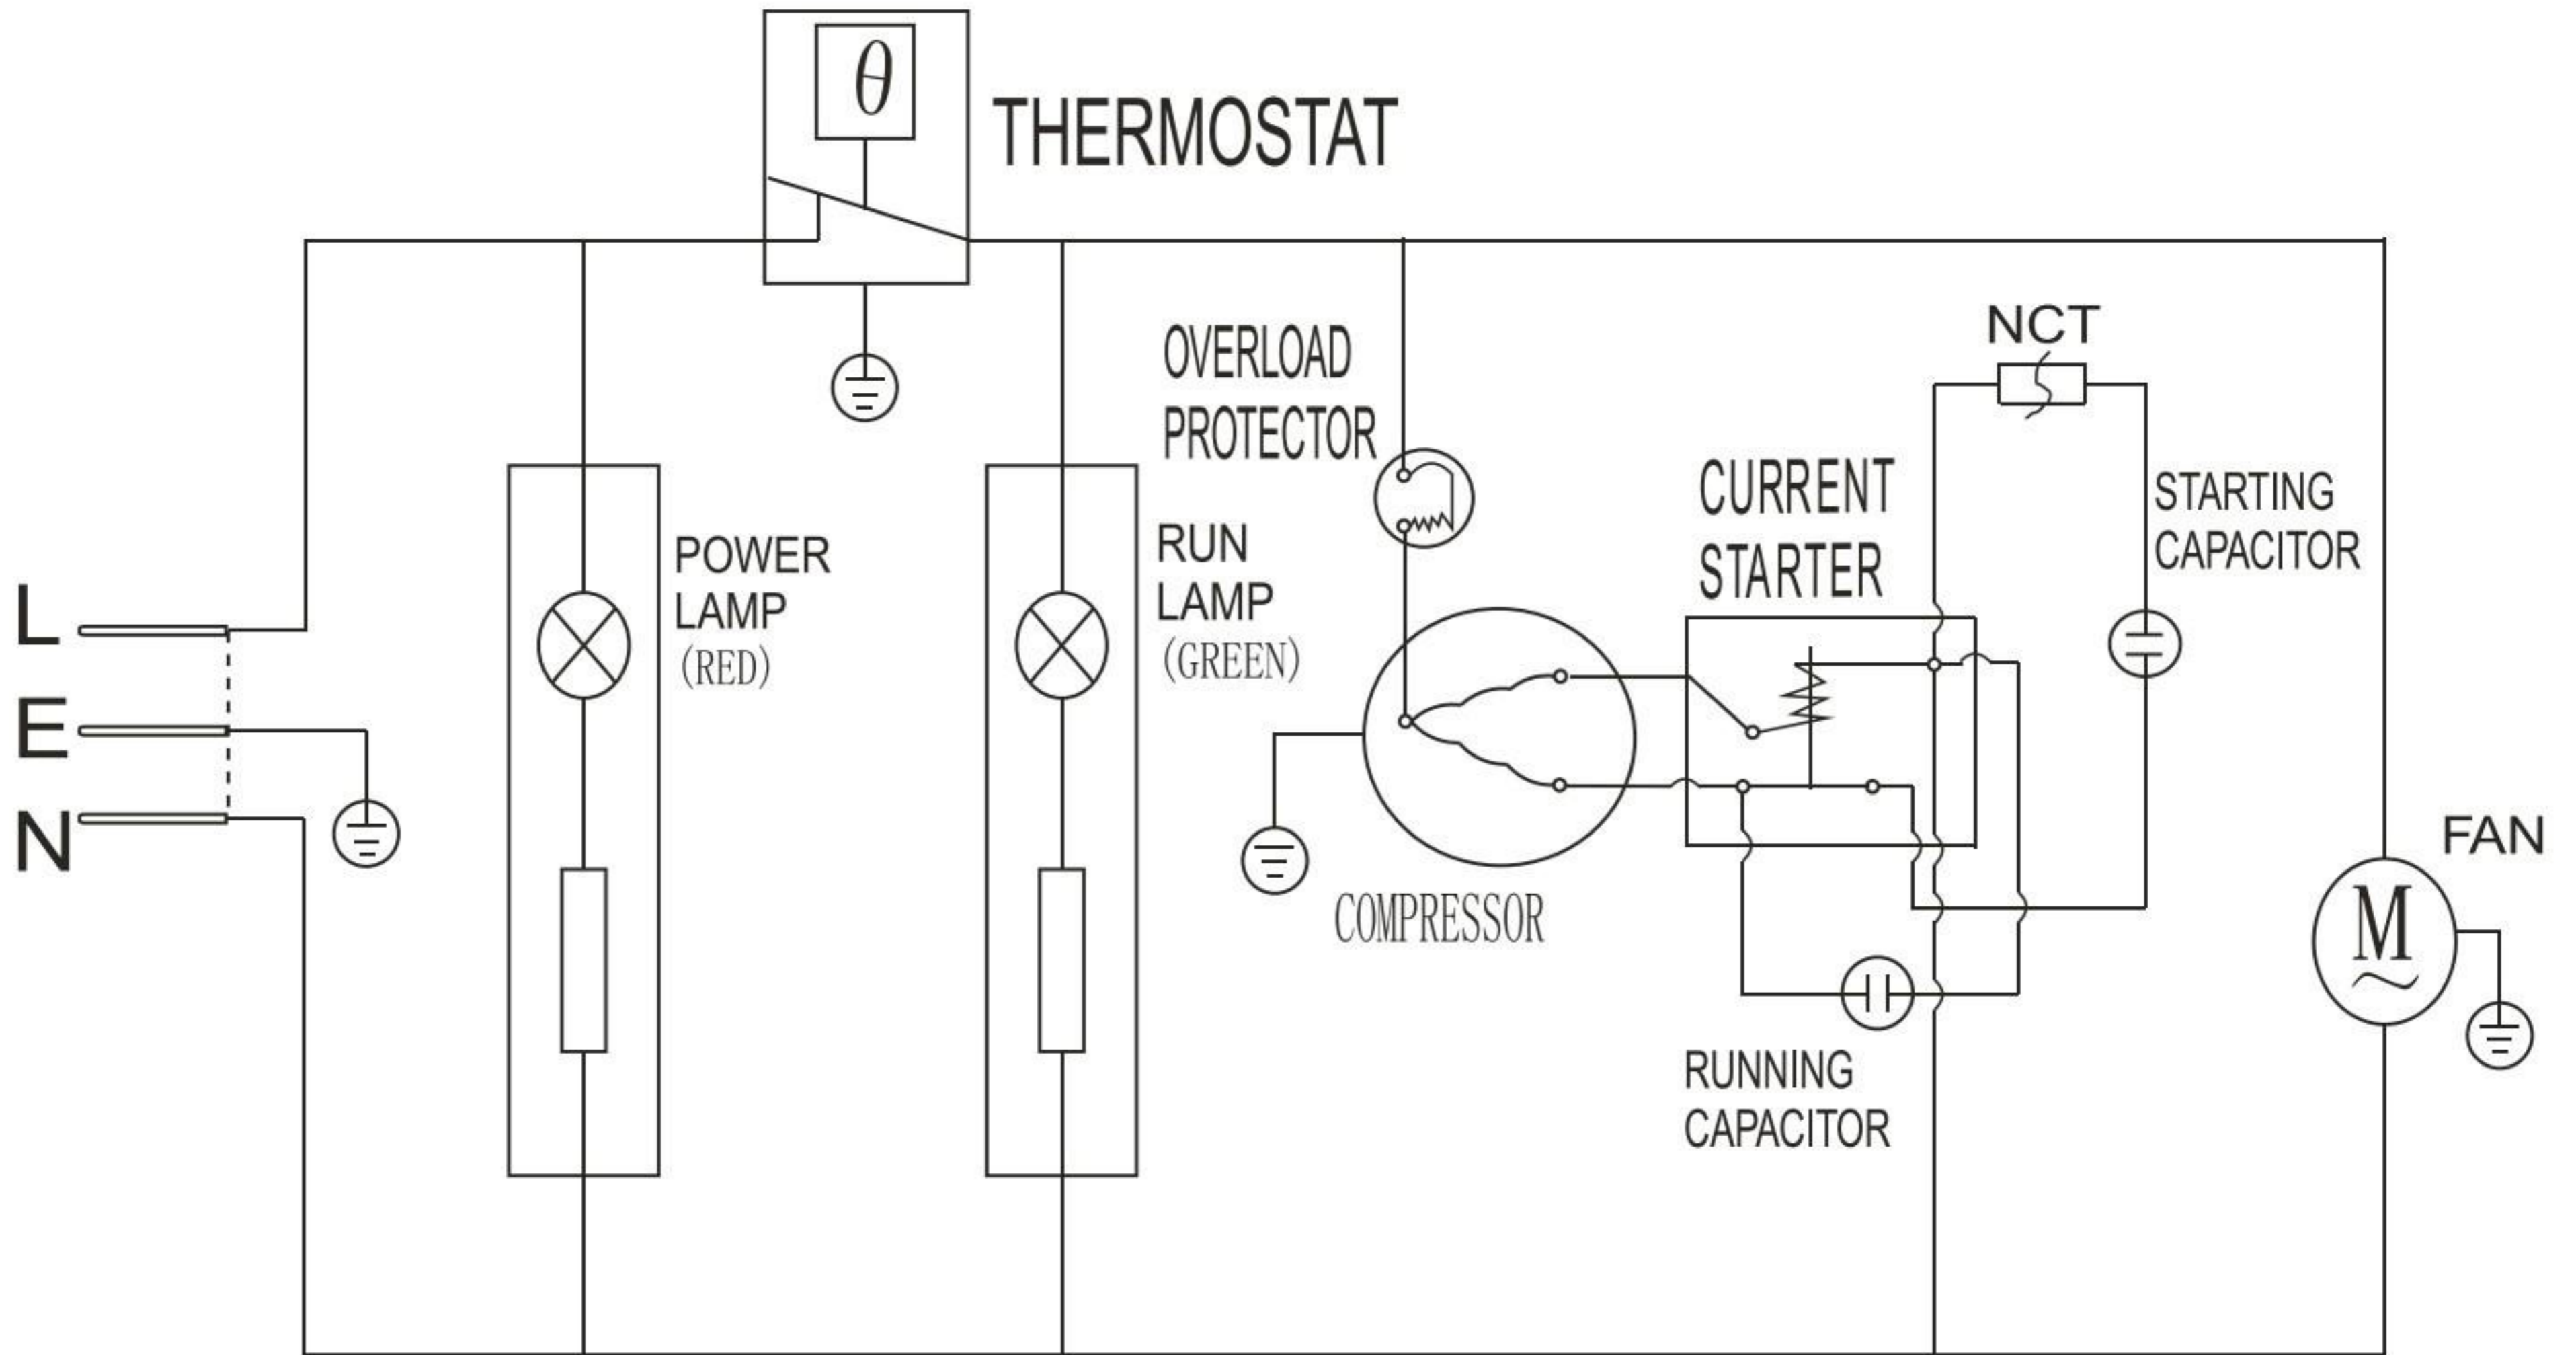 θ
THERMOSTAT
NCT
OVERLOAD
PROTECTOR
CURRENT
STARTER
STARTING
CAPACITOR
POWER
LAMP
(RED)
RUN
LAMP
(GREEN)
L
E
N
FAN
M
~
COMPRESSOR
RUNNING
CAPACITOR